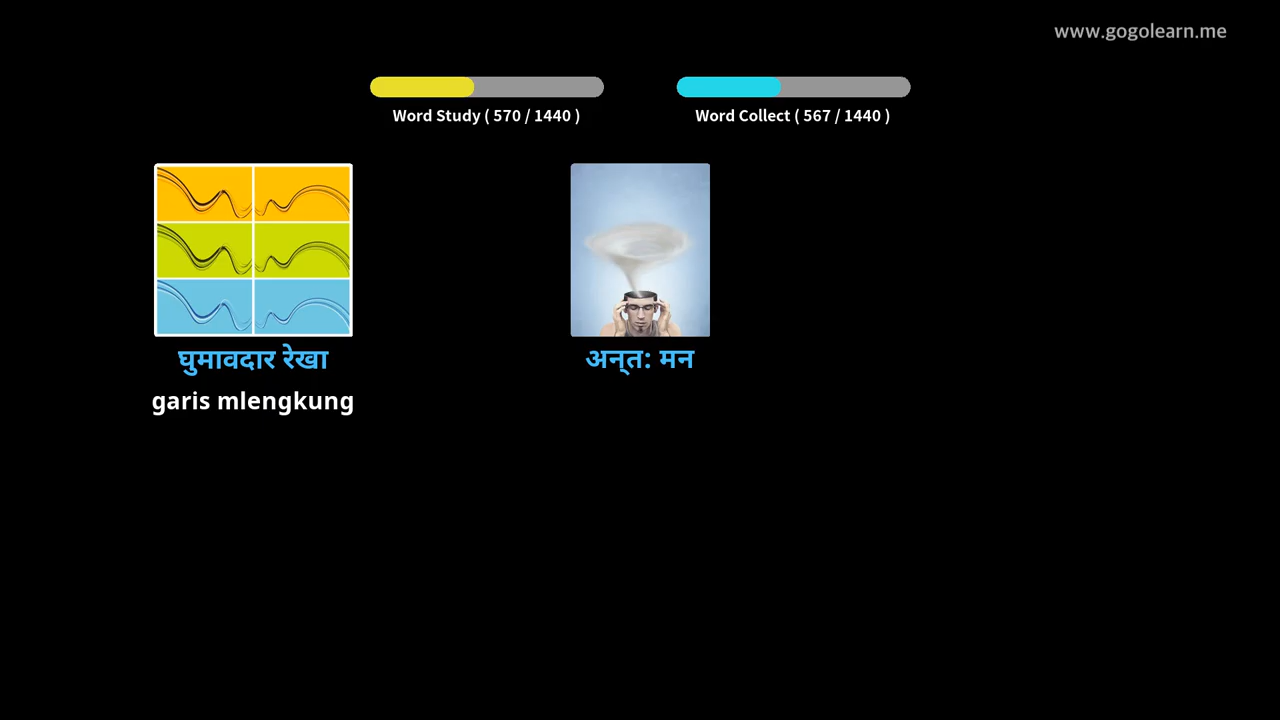 www.gogolearn.me
Word Study ( 570 / 1440 )
Word Collect ( 567 / 1440 )
घुमावदार रेखा
garis mlengkung
अन्‌त: मन